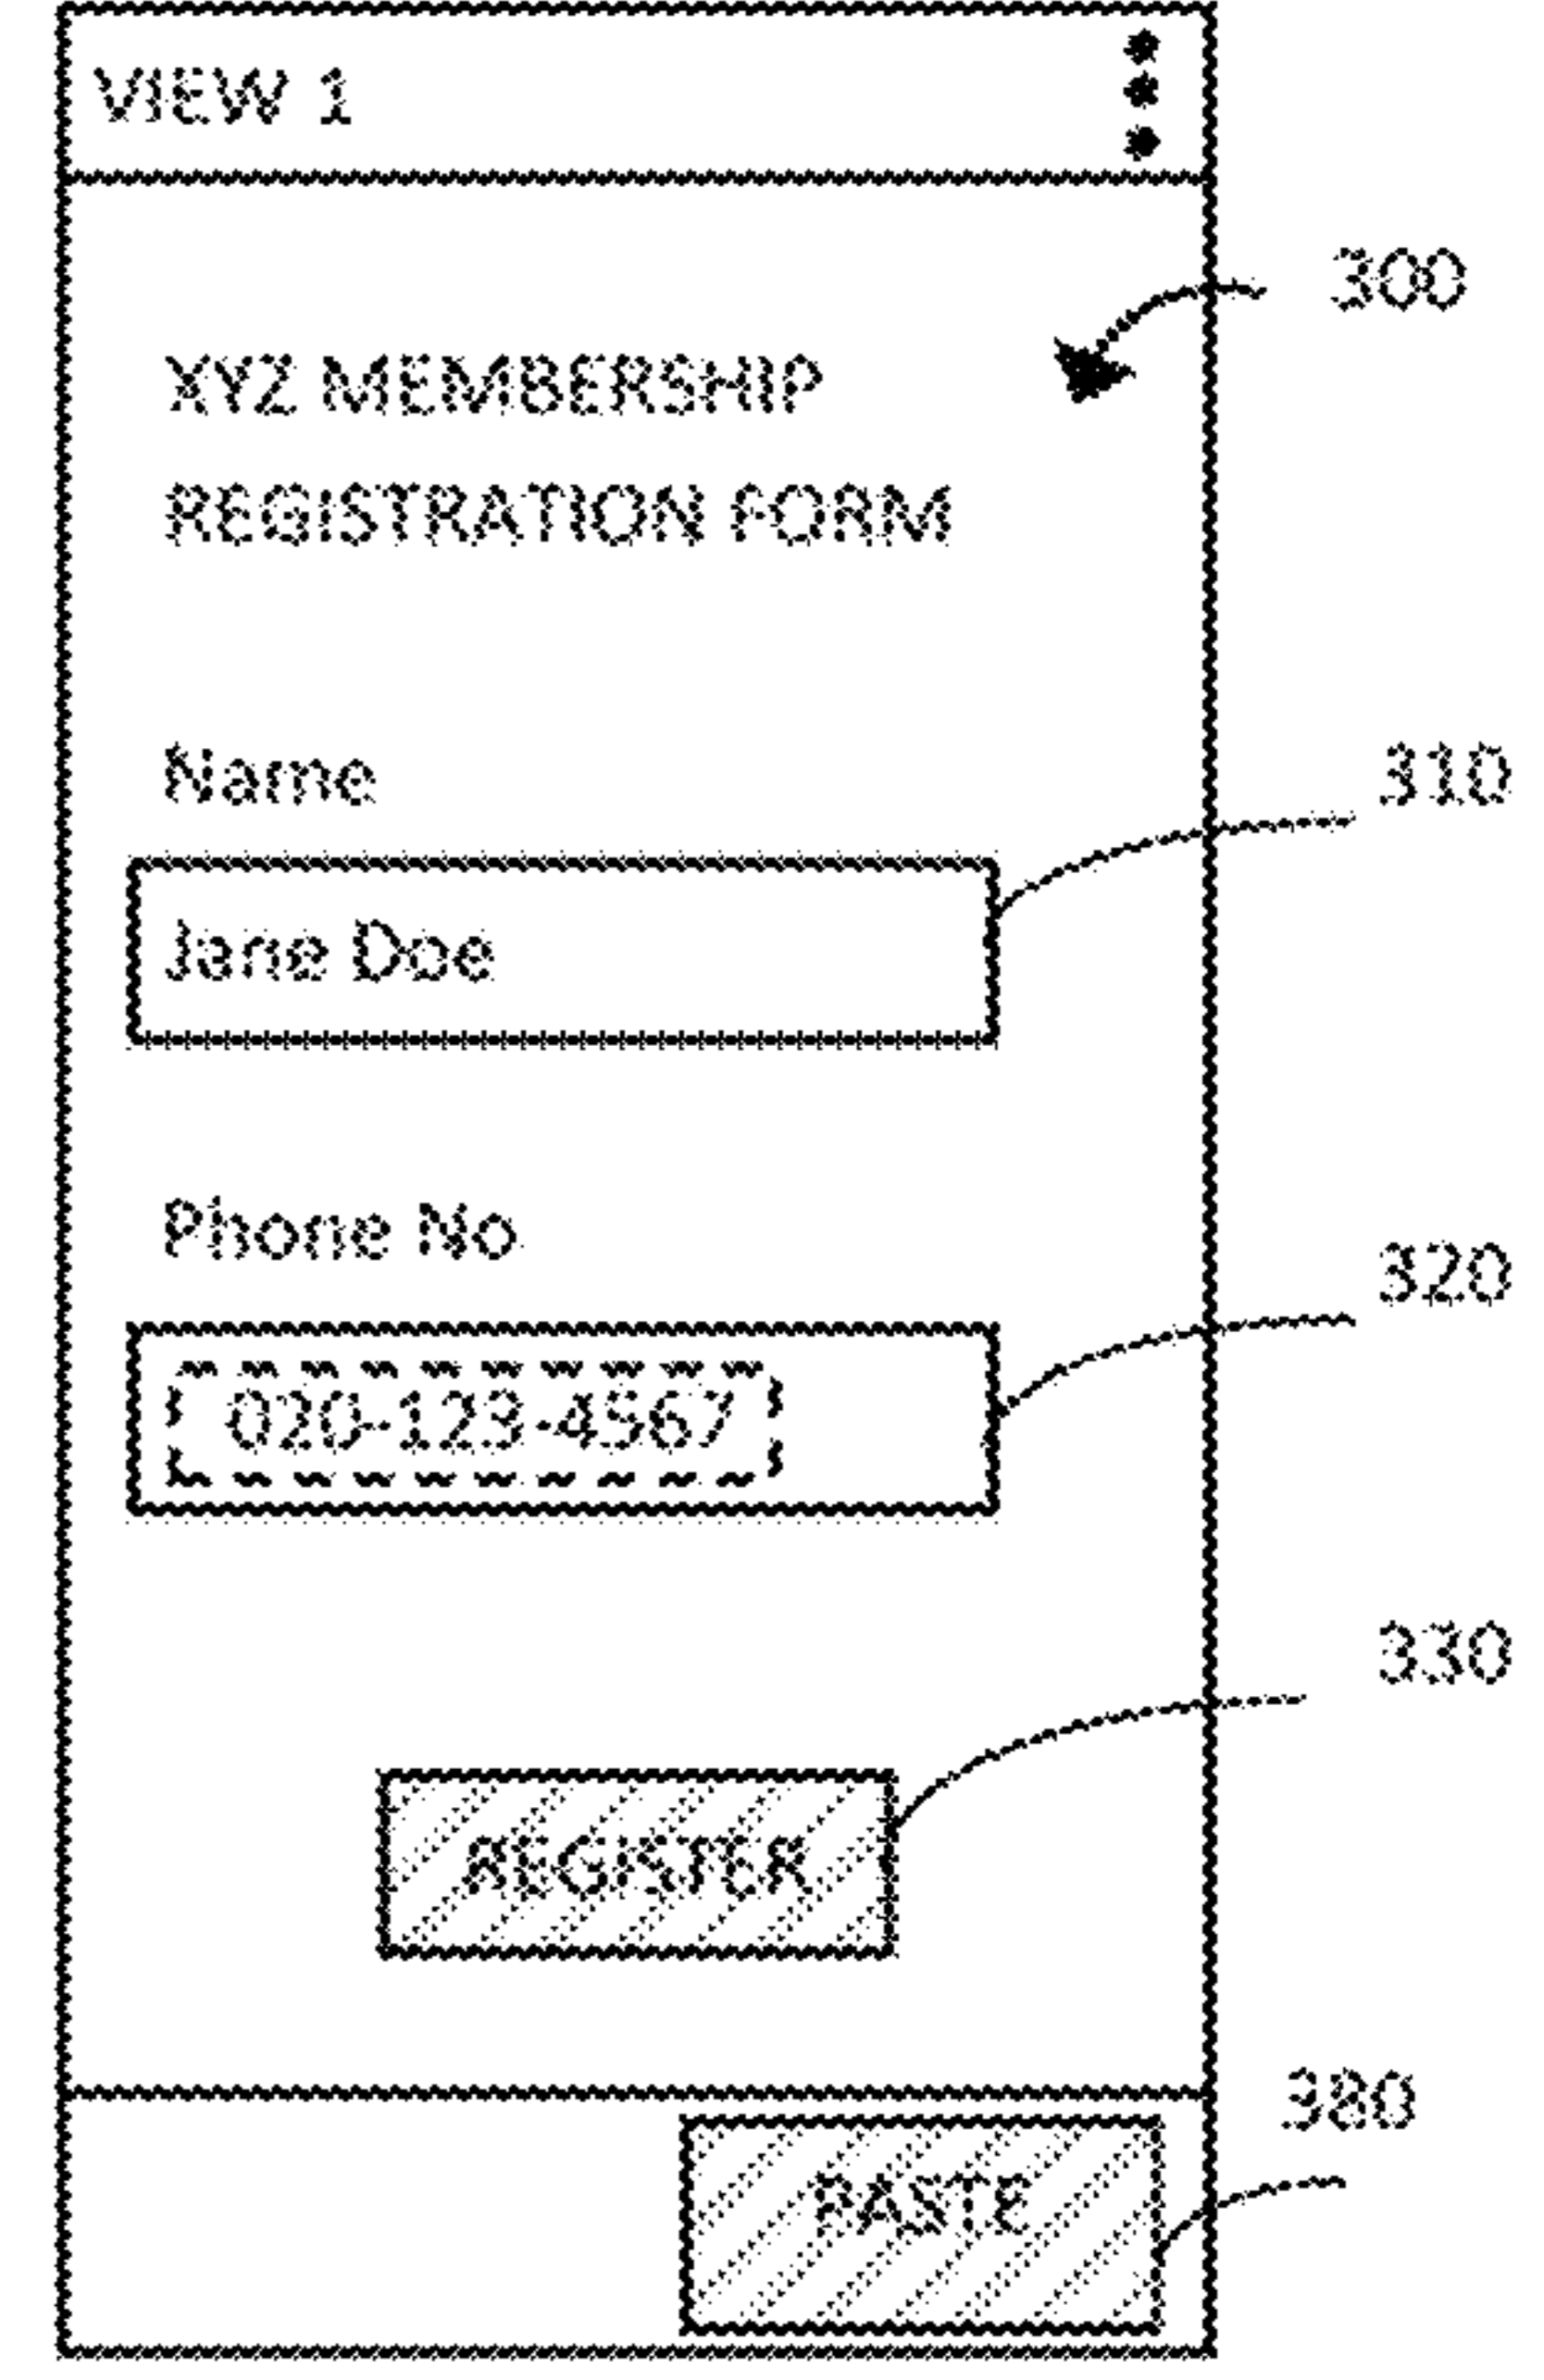 VIEW 1
300
XYZ MEMBERSHIP
REGISTRATION FORM
Name
310
Jane Doe
Phone No
320
020-123-4567
330
REGISTER
380
PASTE